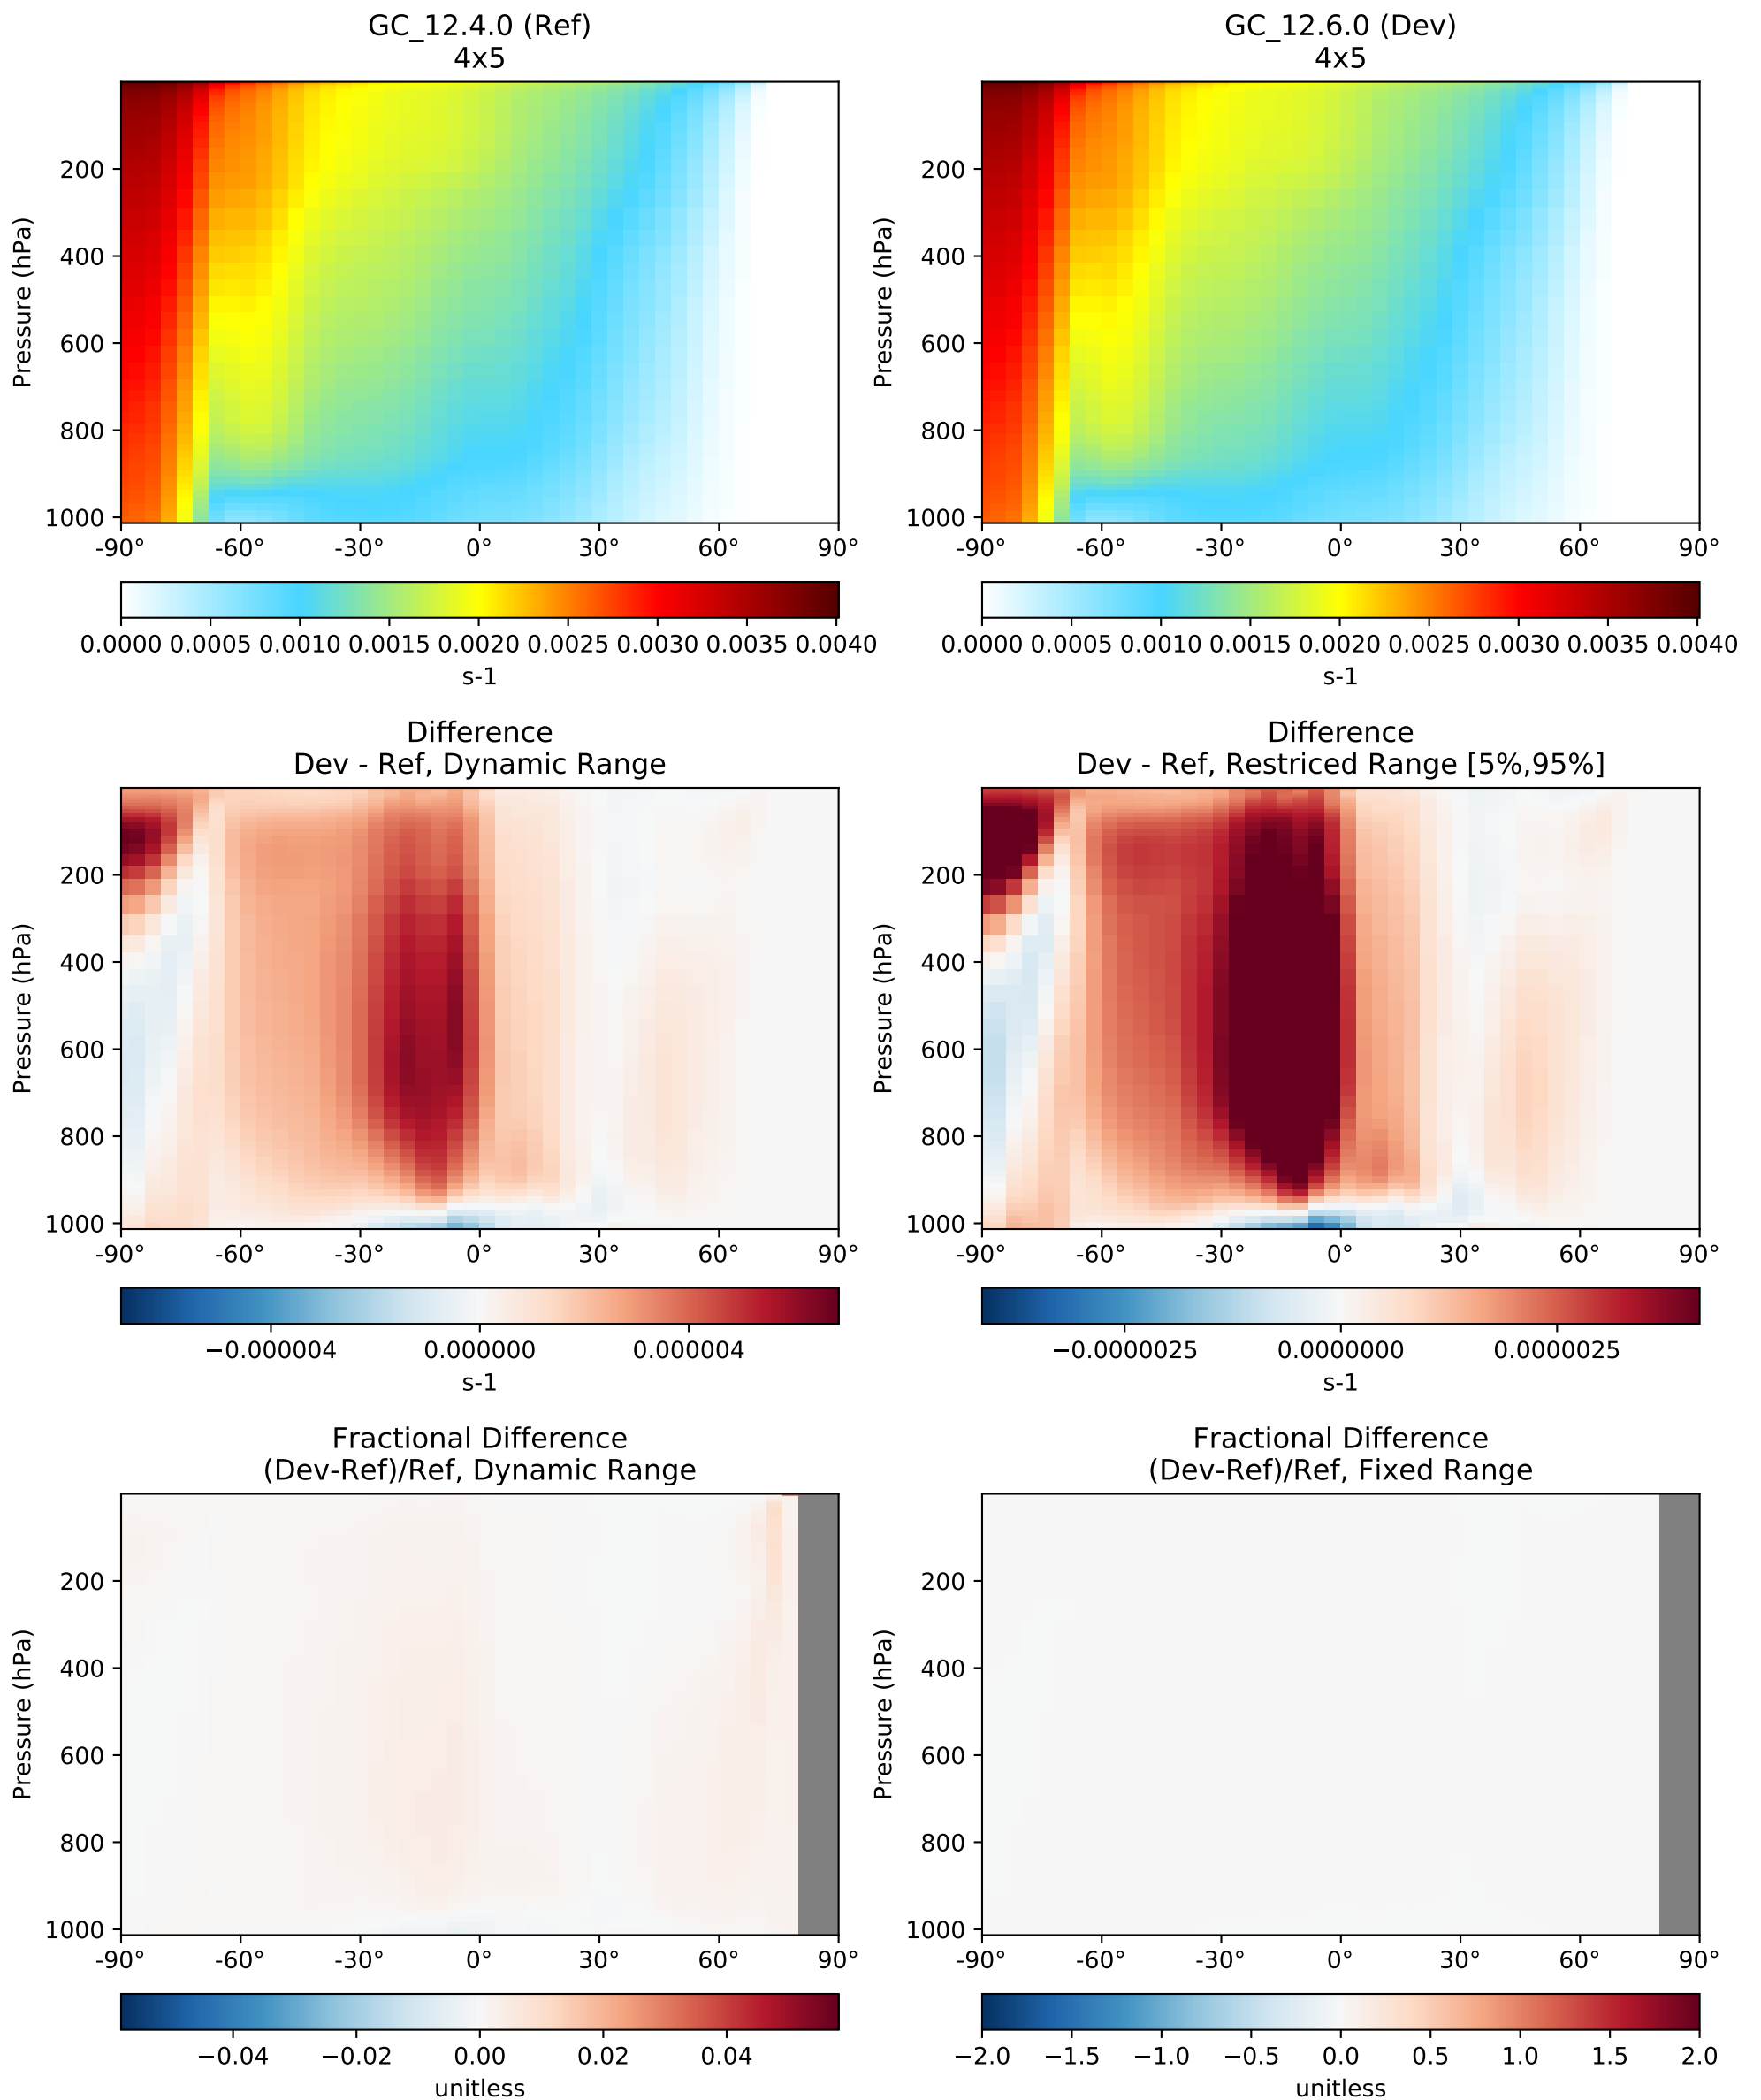 GC_12.4.0 (Ref)
4x5
GC_12.6.0 (Dev)
4x5
Pressure (hPa)
200
400
600
800
1000
-90° -60° -30° 0° 30° 60° 90°
0.0000 0.0005 0.0010 0.0015 0.0020 0.0025 0.0030 0.0035 0.0040
s-1
Pressure (hPa)
200
400
600
800
1000
-90° -60° -30° 0° 30° 60° 90°
0.0000 0.0005 0.0010 0.0015 0.0020 0.0025 0.0030 0.0035 0.0040
s-1
Difference
Dev - Ref, Dynamic Range
Pressure (hPa)
200
400
600
800
1000
-90° -60° -30° 0° 30° 60° 90°
−0.000004 0.000000 0.000004
s-1
Difference
Dev - Ref, Restriced Range [5%,95%]
Pressure (hPa)
200
400
600
800
1000
-90° -60° -30° 0° 30° 60° 90°
−0.0000025 0.0000000 0.0000025
s-1
Fractional Difference
(Dev-Ref)/Ref, Dynamic Range
Pressure (hPa)
200
400
600
800
1000
-90° -60° -30° 0° 30° 60° 90°
−0.04 −0.02 0.00 0.02 0.04
unitless
Fractional Difference
(Dev-Ref)/Ref, Fixed Range
Pressure (hPa)
200
400
600
800
1000
-90° -60° -30° 0° 30° 60° 90°
−2.0 −1.5 −1.0 −0.5 0.0 0.5 1.0 1.5 2.0
unitless